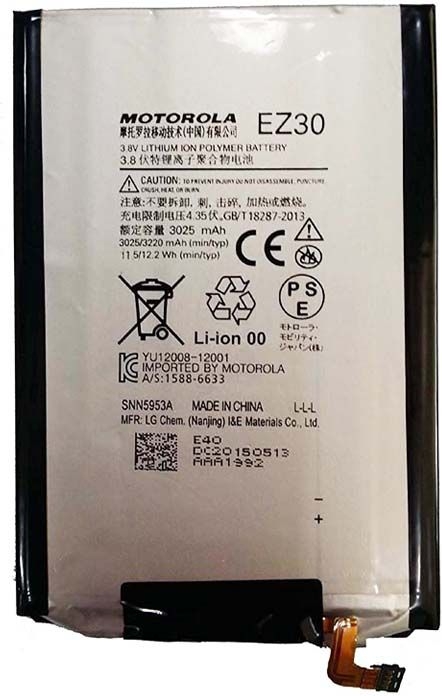 MOTOROLA EZ30
摩托罗拉移动技术(中国)有限公司
3.8V LITHIUM ION POLYMER BATTERY
3.8 伏特锂离子聚合物电池
CAUTION: TO PREVENT INJURY DO NOT DISASSEMBLE, PUNCTURE,
CRUSH, HEAT, OR BURN.
注意:不要拆卸, 刺, 击碎, 加热或燃烧。
充电限制电压4.35伏。GB/T18287-2013
额定容量 3025 mAh
3025/3220 mAh (min/typ)
11.5/12.2 Wh (min/typ)
CE
PS
E
Li-ion 00
モトローラ・
モビリティ・
ジャパン(株)
YU12008-12001
IMPORTED BY MOTOROLA
A/S:1588-6633
SNN5953A MADE IN CHINA L-L-L
MFR: LG Chem. (Nanjing) I&E Materials Co., Ltd.
E40
DC20150513
AAA1992
−
+